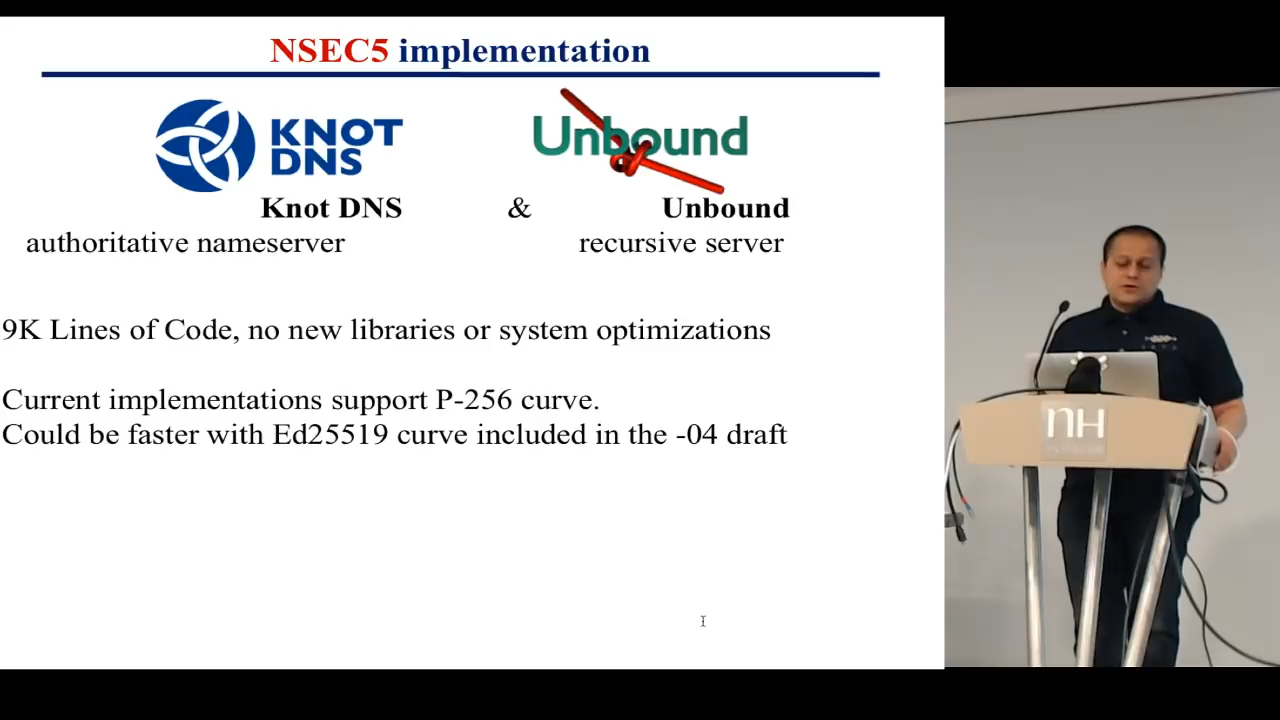 NSEC5 implementation
KNOT
DNS
Unbound
Knot DNS & Unbound
authoritative nameserver recursive server
9K Lines of Code, no new libraries or system optimizations
Current implementations support P-256 curve.
Could be faster with Ed25519 curve included in the -04 draft
nH